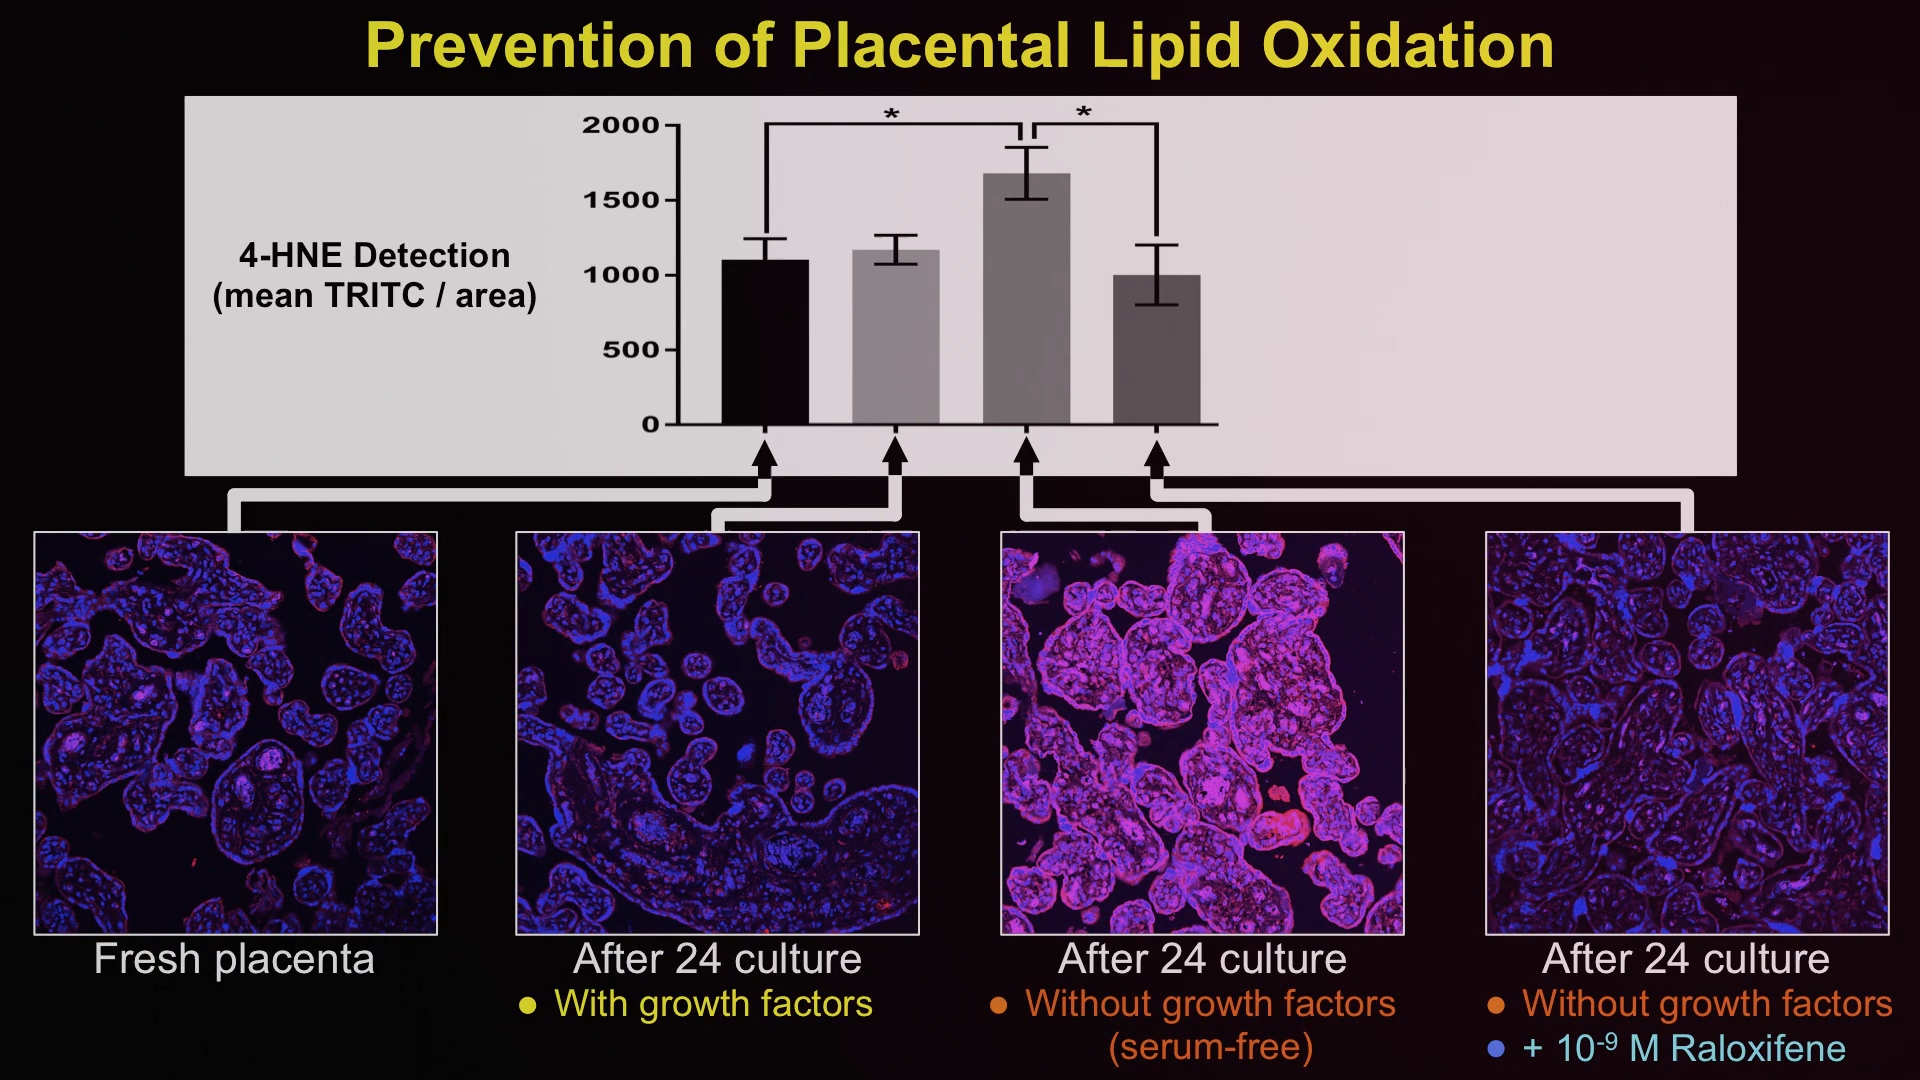 Prevention of Placental Lipid Oxidation
4-HNE Detection
(mean TRITC / area)
2000
1500
1000
500
0
*
*
Fresh placenta
After 24 culture
● With growth factors
After 24 culture
● Without growth factors
(serum-free)
After 24 culture
● Without growth factors
● + 10⁻⁹ M Raloxifene